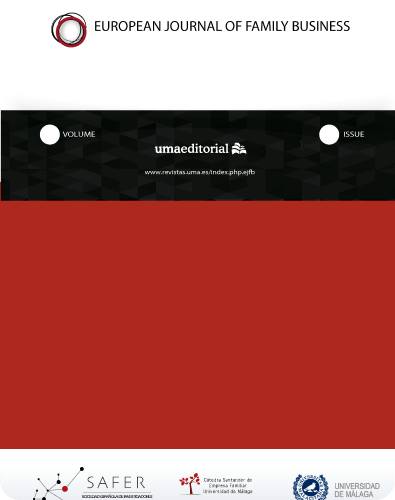 EUROPEAN JOURNAL OF FAMILY BUSINESS
VOLUME
ISSUE
umaeditorial
www.revistas.uma.es/index.php.ejfb
SAFER
SOCIEDAD ESPAÑOLA DE INVESTIGADORES
Cátedra Santander de
Empresa Familiar
Universidad de Málaga
UNIVERSIDAD
DE MÁLAGA